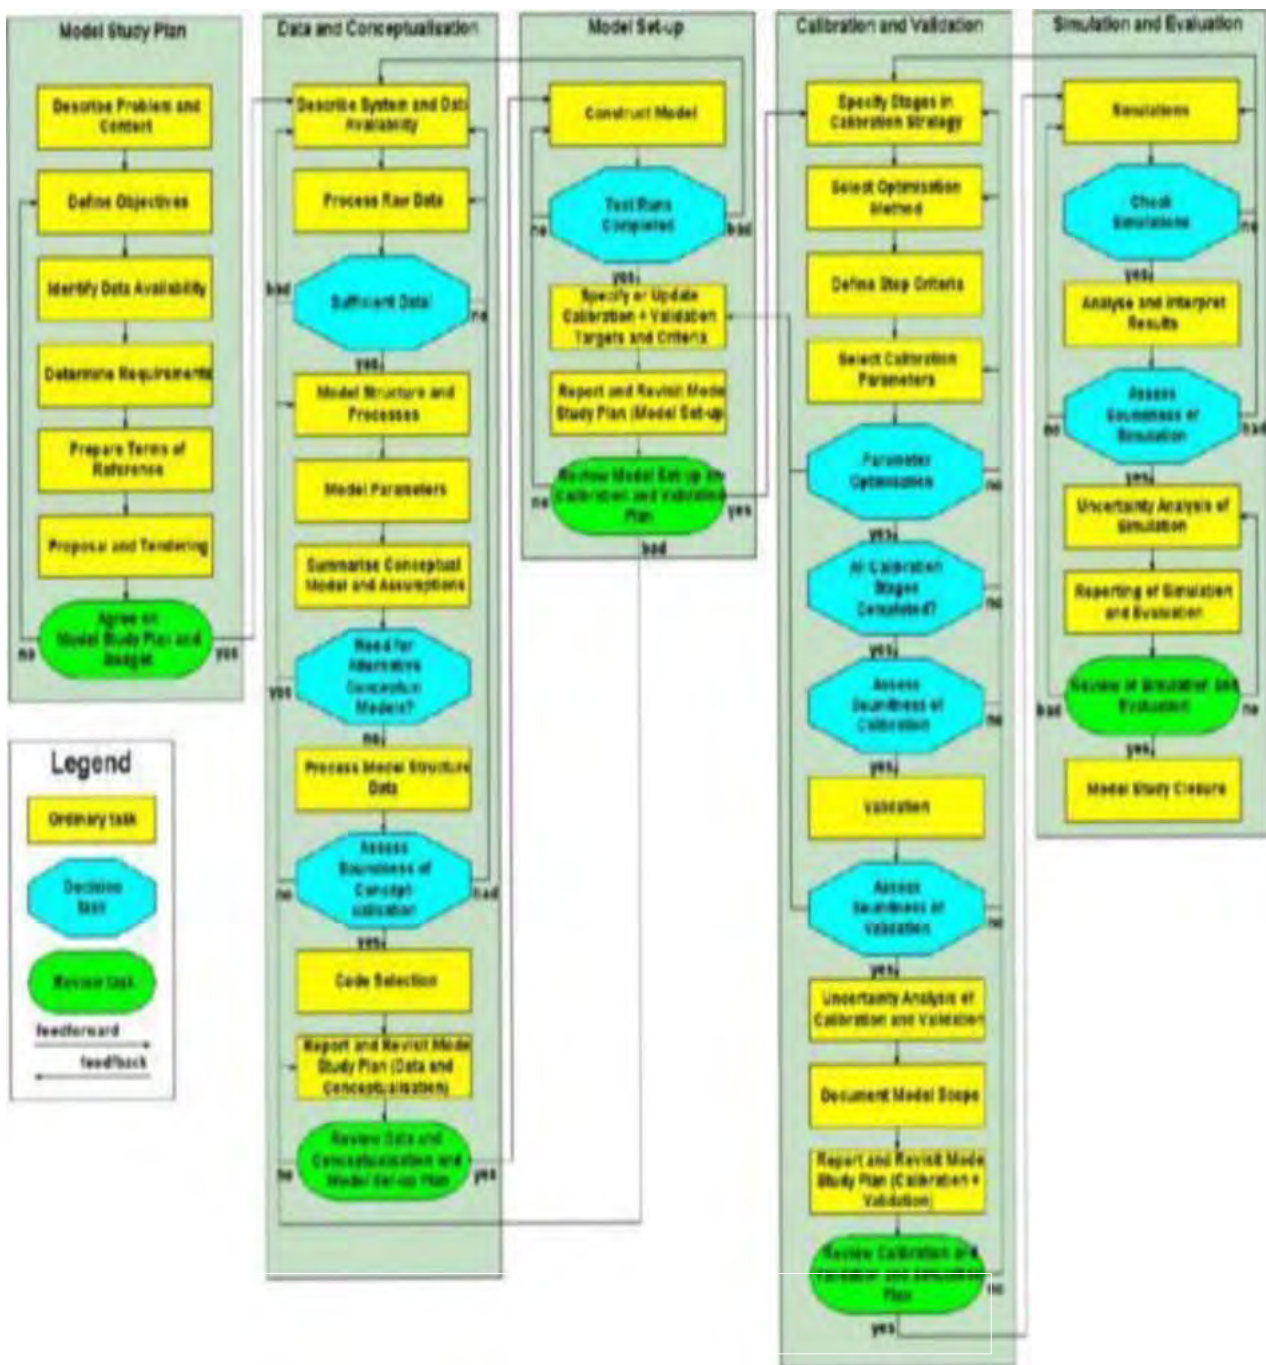 Model Study Plan
Describe Problem and
Context
Define Objectives
Identify Data Availability
Determine Requirements
Prepare Terms of
Reference
Proposal and Tendering
Agree on
Model Study Plan and
Budget
no
yes
Legend
Ordinary task
Decision
task
Review task
feedforward
feedback
Data and Conceptualisation
Describe System and Data
Availability
Process Raw Data
bad
Sufficient Data?
no
yes
Model Structure and
Processes
Model Parameters
Summarise Conceptual
Model and Assumptions
Need for
Alternative
Conceptual
Models?
yes
no
Process Model Structure
Data
Assess
Soundness of
Concept-
ualisation
no
bad
yes
Code Selection
Report and Revisit Mode
Study Plan (Data and
Conceptualisation)
Review Data and
Conceptualisation and
Model Set-up Plan
no
yes
Model Set-up
Construct Model
Test Runs
Completed
no
bad
yes
Specify or Update
Calibration + Validation
Targets and Criteria
Report and Revisit Mode
Study Plan (Model Set-up
Review Model Set-up and
Calibration and Validation
Plan
no
yes
bad
Calibration and Validation
Specify Stages in
Calibration Strategy
Select Optimisation
Method
Define Stop Criteria
Select Calibration
Parameters
Parameter
Optimisation
no
yes
All Calibration
Stages
Completed?
no
yes
Assess
Soundness of
Calibration
no
yes
Validation
Assess
Soundness of
Validation
no
yes
Uncertainty Analysis of
Calibration and Validation
Document Model Scope
Report and Revisit Mode
Study Plan (Calibration +
Validation)
Review Calibration and
Validation and Simulation
Plan
no
yes
Simulation and Evaluation
Simulations
Check
Simulations
no
yes
Analyse and Interpret
Results
Assess
Soundness of
Simulation
no
bad
yes
Uncertainty Analysis of
Simulation
Reporting of Simulation
and Evaluation
Review of Simulation and
Evaluation
bad
no
yes
Model Study Closure